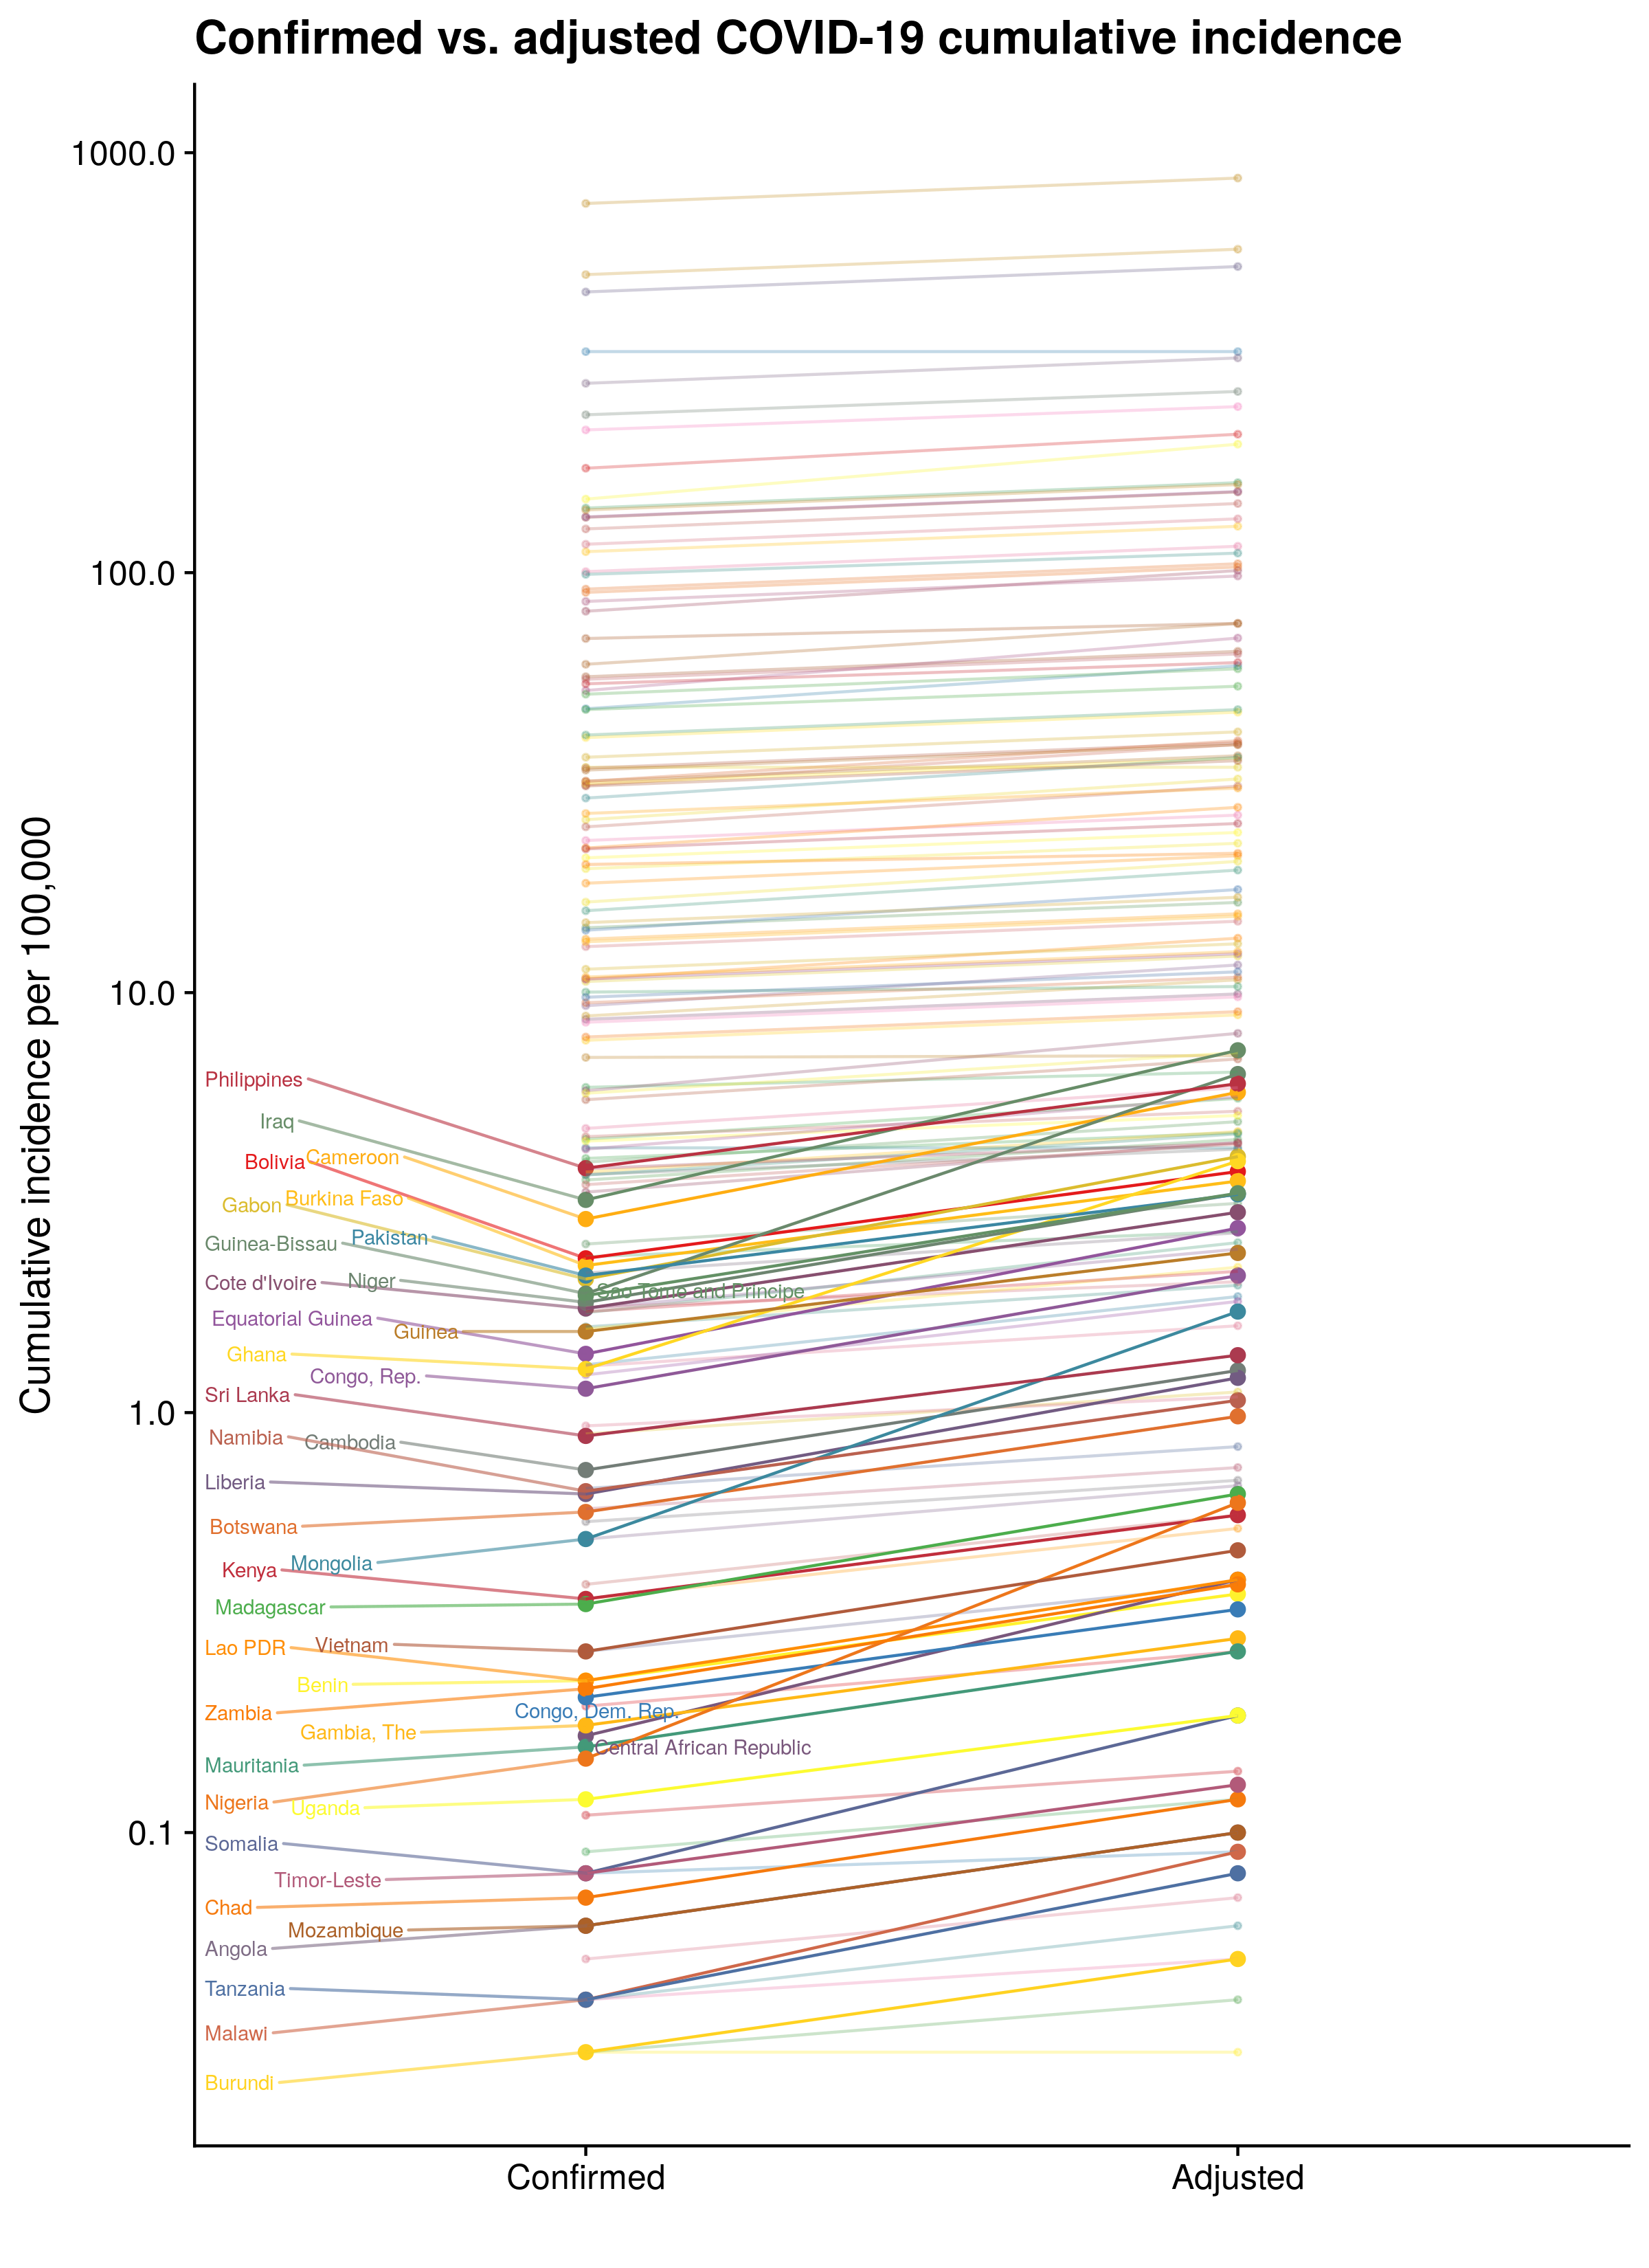 Confirmed vs. adjusted COVID-19 cumulative incidence
Cumulative incidence per 100,000
1000.0
100.0
10.0
1.0
0.1
Philippines
Iraq
Cameroon
Bolivia
Burkina Faso
Gabon
Pakistan
Guinea-Bissau
Niger
Cote d'Ivoire
Sao Tome and Principe
Equatorial Guinea
Guinea
Ghana
Congo, Rep.
Sri Lanka
Namibia
Cambodia
Liberia
Botswana
Mongolia
Kenya
Madagascar
Vietnam
Lao PDR
Benin
Congo, Dem. Rep.
Zambia
Gambia, The
Central African Republic
Mauritania
Nigeria
Uganda
Somalia
Timor-Leste
Chad
Mozambique
Angola
Tanzania
Malawi
Burundi
Confirmed
Adjusted